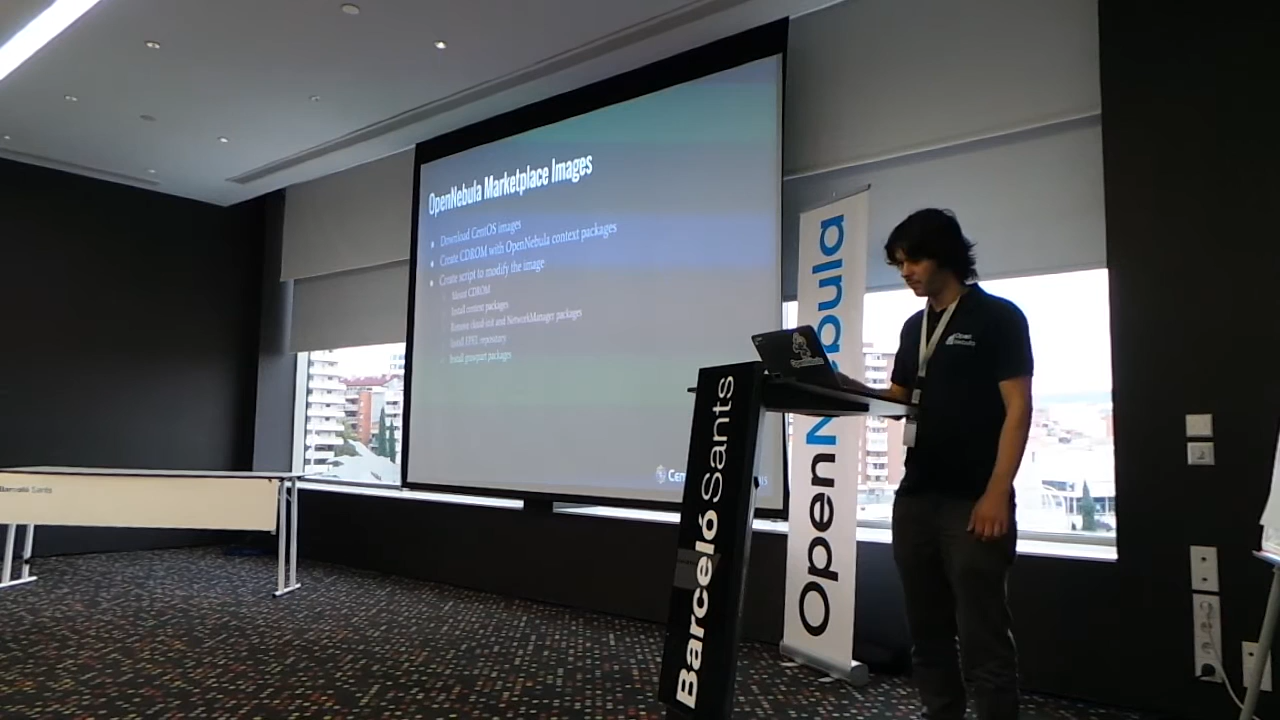 OpenNebula Marketplace Images
Download CentOS images
Create CDROM with OpenNebula context packages
Create script to modify the image
Mount CDROM
Install context packages
Remove cloud-init and NetworkManager packages
Install EPEL repository
Install growpart packages
OpenNebula
Open
Nebula
Barceló Sants
Barceló Sants